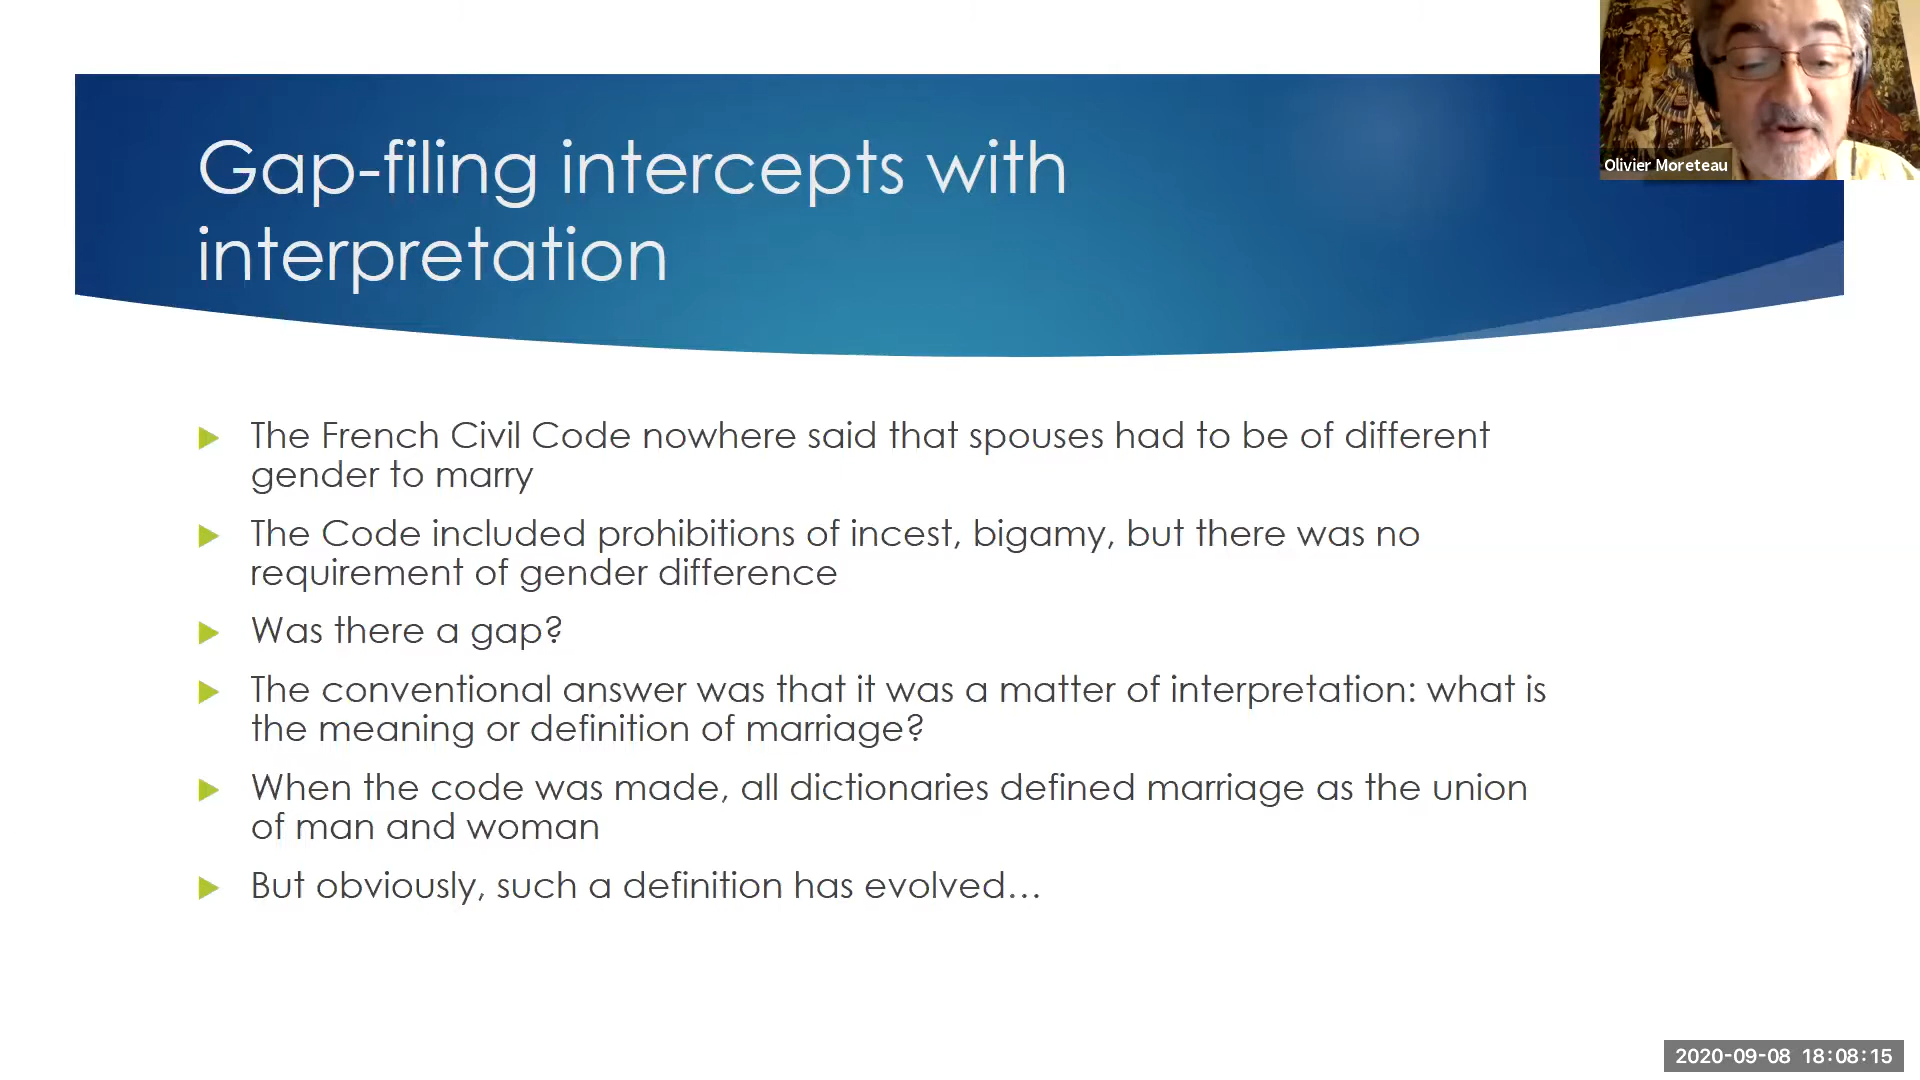 Gap-filing intercepts with
interpretation
Olivier Moreteau
The French Civil Code nowhere said that spouses had to be of different
gender to marry
The Code included prohibitions of incest, bigamy, but there was no
requirement of gender difference
Was there a gap?
The conventional answer was that it was a matter of interpretation: what is
the meaning or definition of marriage?
When the code was made, all dictionaries defined marriage as the union
of man and woman
But obviously, such a definition has evolved…
2020-09-08 18:08:15